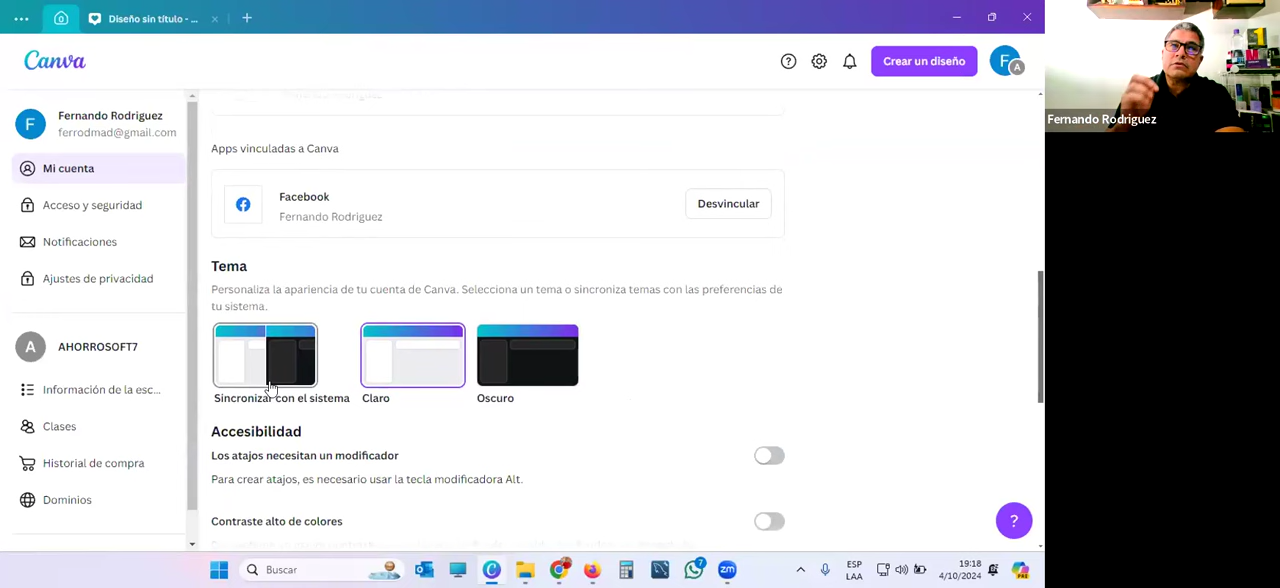 Diseño sin título - ...
Canva
Crear un diseño
F
A
Fernando Rodriguez
F
Fernando Rodriguez
ferrodmad@gmail.com
Mi cuenta
Acceso y seguridad
Notificaciones
Ajustes de privacidad
A
AHORROSOFT7
Información de la esc...
Clases
Historial de compra
Dominios
Apps vinculadas a Canva
Facebook
Fernando Rodriguez
Desvincular
Tema
Personaliza la apariencia de tu cuenta de Canva. Selecciona un tema o sincroniza temas con las preferencias de
tu sistema.
Sincronizar con el sistema
Claro
Oscuro
Accesibilidad
Los atajos necesitan un modificador
Para crear atajos, es necesario usar la tecla modificadora Alt.
Contraste alto de colores
?
Buscar
zm
7
ESP
LAA
19:18
4/10/2024